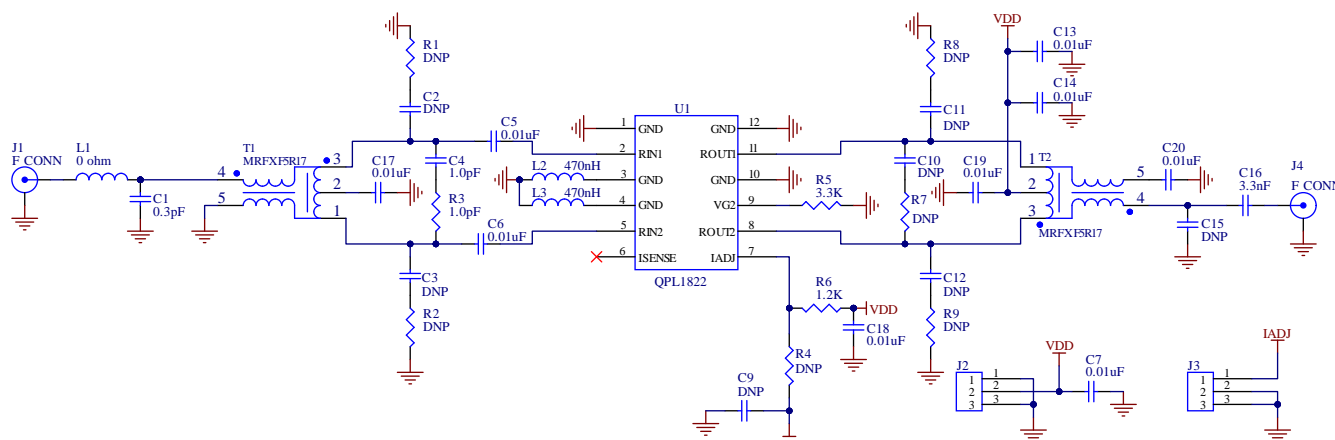 J1
F CONN
L1
0 ohm
C1
0.3pF
T1
MRFXF5R17
4
5
3
2
1
C17
0.01uF
R1
DNP
C2
DNP
C4
1.0pF
R3
1.0pF
C3
DNP
R2
DNP
C5
0.01uF
C6
0.01uF
L2 470nH
L3 470nH
U1
1 GND
2 RIN1
3 GND
4 GND
5 RIN2
6 ISENSE
GND 12
ROUT1 11
GND 10
VG2 9
ROUT2 8
IADJ 7
QPL1822
R5
3.3K
R6
1.2K
VDD
C18
0.01uF
R4
DNP
C9
DNP
R8
DNP
C11
DNP
C10
DNP
R7
DNP
C12
DNP
R9
DNP
C19
0.01uF
VDD
C13
0.01uF
C14
0.01uF
1
2
3
T2
MRFXF5R17
5
4
C20
0.01uF
C15
DNP
C16
3.3nF
J4
F CONN
J2
1 1
2 2
3 3
VDD
C7
0.01uF
J3
1 1
2 2
3 3
IADJ